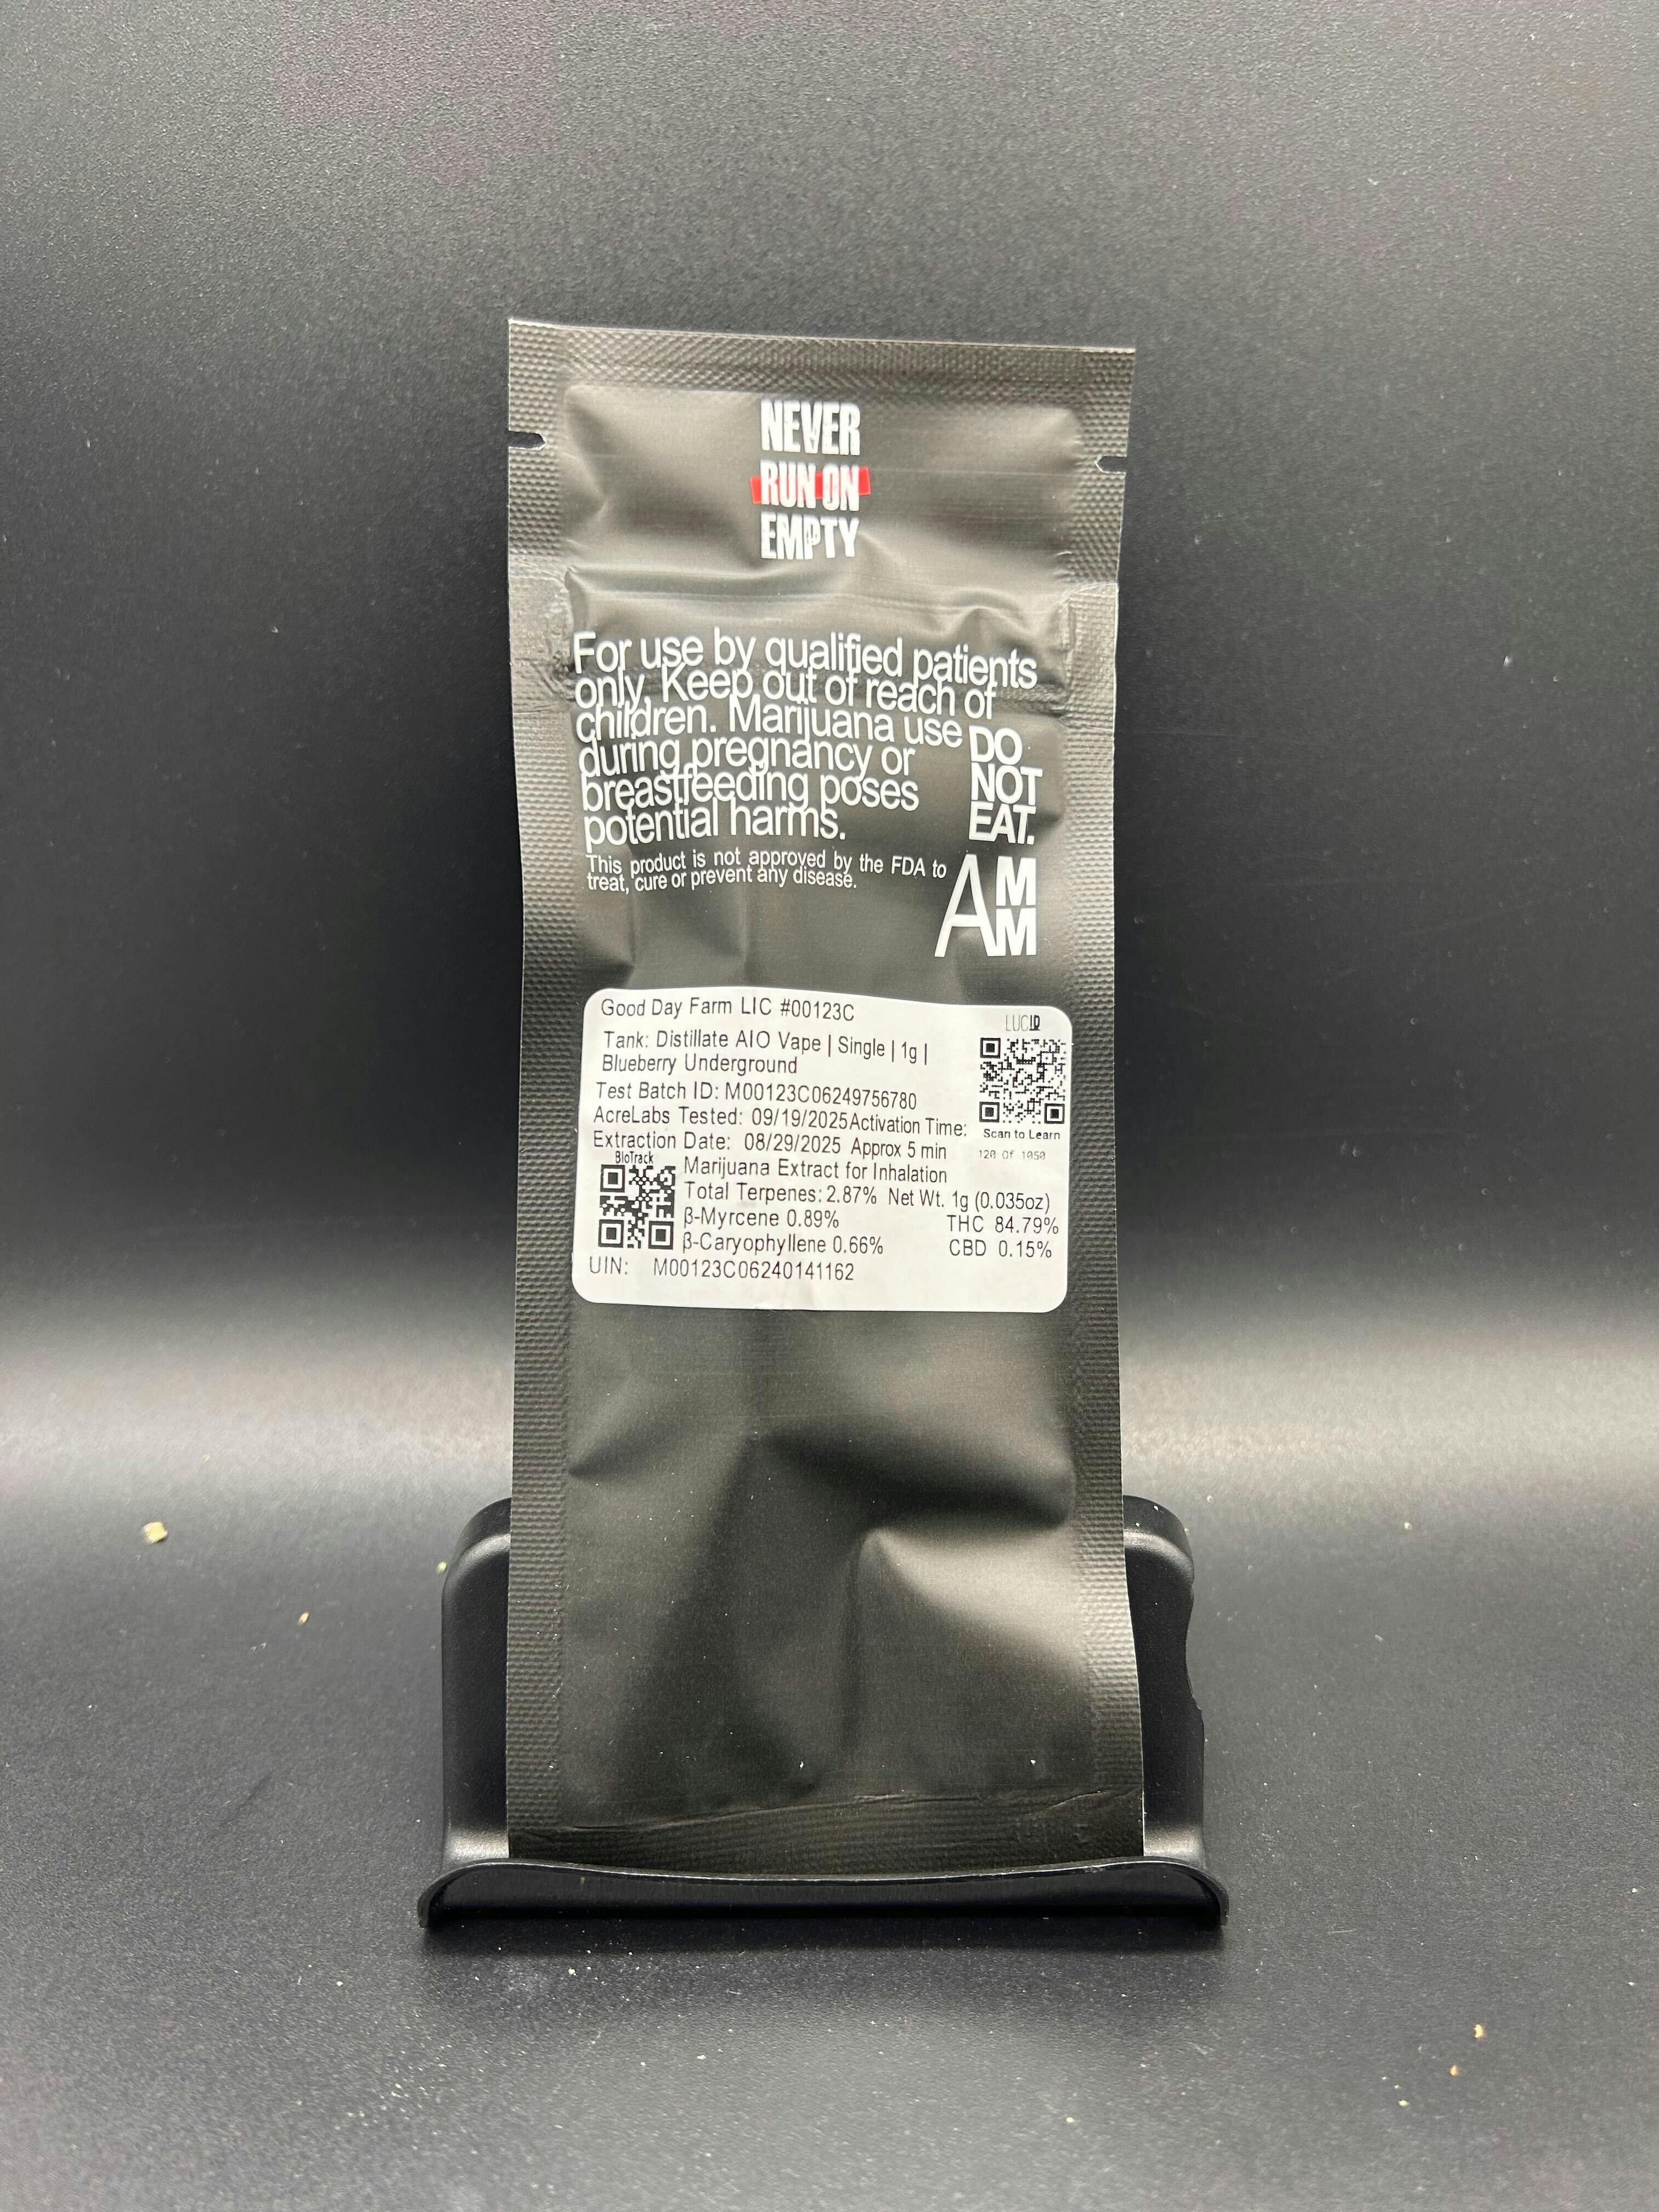 NEVER
RUN ON
EMPTY
For use by qualified patients
only. Keep out of reach of
children. Marijuana use
during pregnancy or
breastfeeding poses
potential harms.
DO
NOT
EAT.
This product is not approved by the FDA to
treat, cure or prevent any disease.
AMM
Good Day Farm LIC #00123C
LUCID
Tank: Distillate AIO Vape | Single | 1g |
Blueberry Underground
Test Batch ID: M00123C06249756780
AcreLabs Tested: 09/19/2025 Activation Time:
Scan to Learn
Extraction Date: 08/29/2025 Approx 5 min
120 Of 1050
BioTrack
Marijuana Extract for Inhalation
Total Terpenes: 2.87% Net Wt. 1g (0.035oz)
β-Myrcene 0.89% THC 84.79%
β-Caryophyllene 0.66% CBD 0.15%
UIN: M00123C06240141162